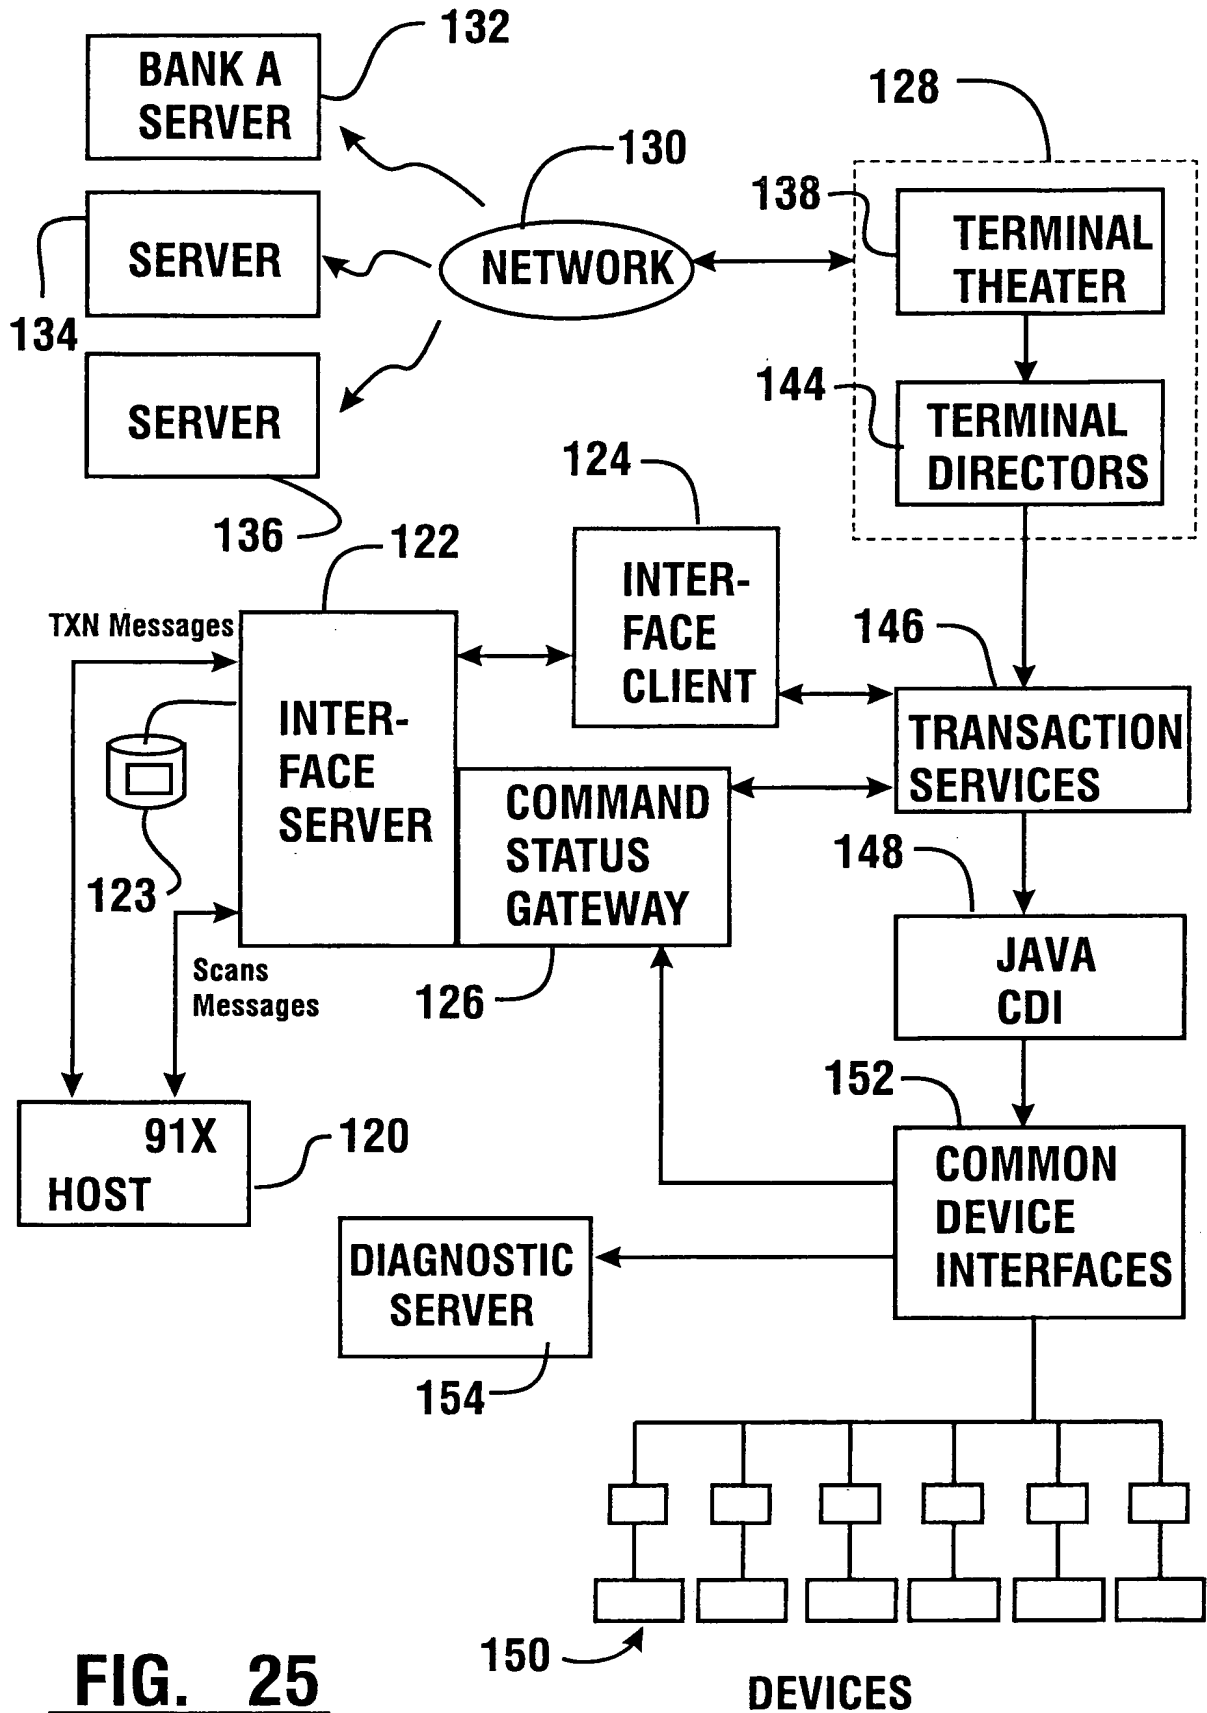 132
BANK A
SERVER
128
130
138
TERMINAL
THEATER
SERVER
NETWORK
134
144
TERMINAL
DIRECTORS
SERVER
124
136
122
INTER-
FACE
CLIENT
TXN Messages
146
INTER-
FACE
SERVER
TRANSACTION
SERVICES
COMMAND
STATUS
GATEWAY
148
123
JAVA
CDI
Scans
Messages
126
152
91X
HOST
120
COMMON
DEVICE
INTERFACES
DIAGNOSTIC
SERVER
154
150
DEVICES
FIG. 25